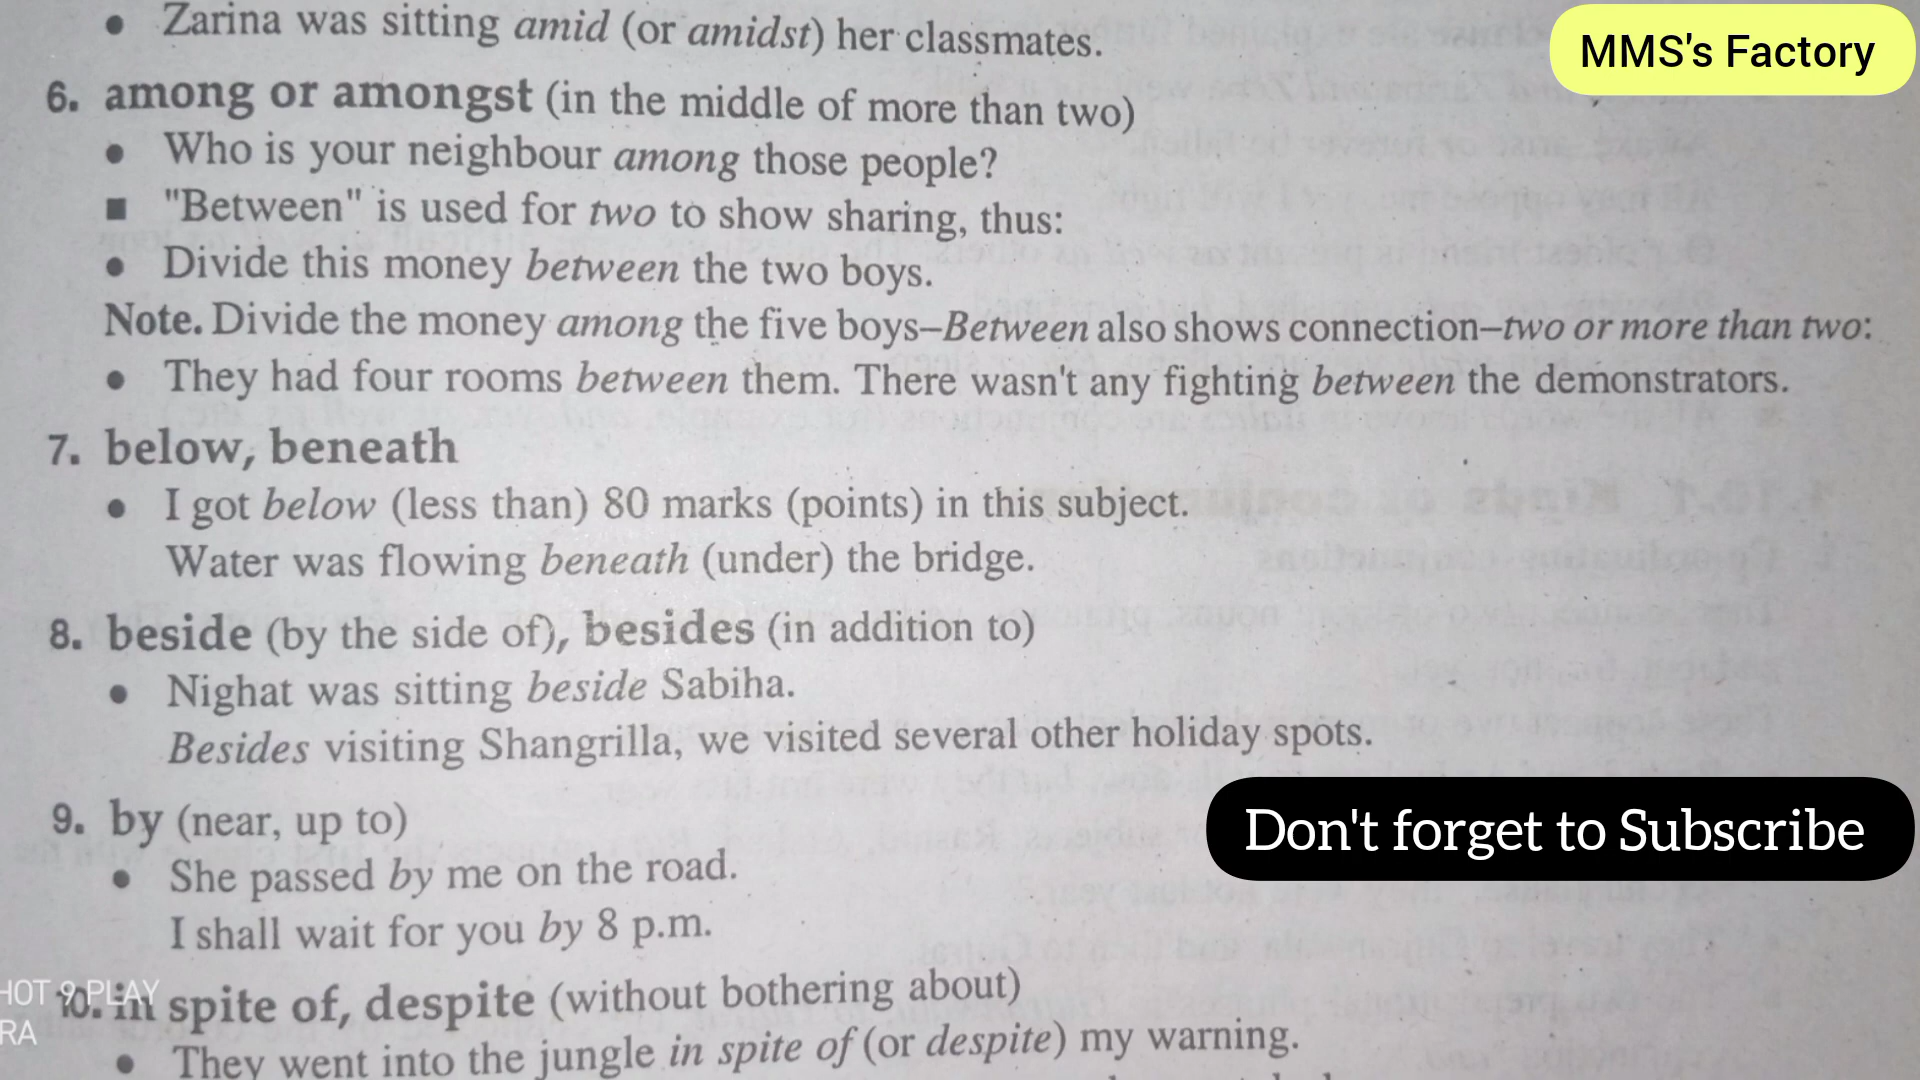 • Zarina was sitting amid (or amidst) her classmates.
MMS's Factory
6. among or amongst (in the middle of more than two)
• Who is your neighbour among those people?
■ "Between" is used for two to show sharing, thus:
• Divide this money between the two boys.
Note. Divide the money among the five boys–Between also shows connection–two or more than two:
• They had four rooms between them. There wasn't any fighting between the demonstrators.
7. below, beneath
• I got below (less than) 80 marks (points) in this subject.
Water was flowing beneath (under) the bridge.
8. beside (by the side of), besides (in addition to)
• Nighat was sitting beside Sabiha.
Besides visiting Shangrilla, we visited several other holiday spots.
9. by (near, up to)
Don't forget to Subscribe
• She passed by me on the road.
I shall wait for you by 8 p.m.
HOT 9 PLAY
RA
10. in spite of, despite (without bothering about)
• They went into the jungle in spite of (or despite) my warning.